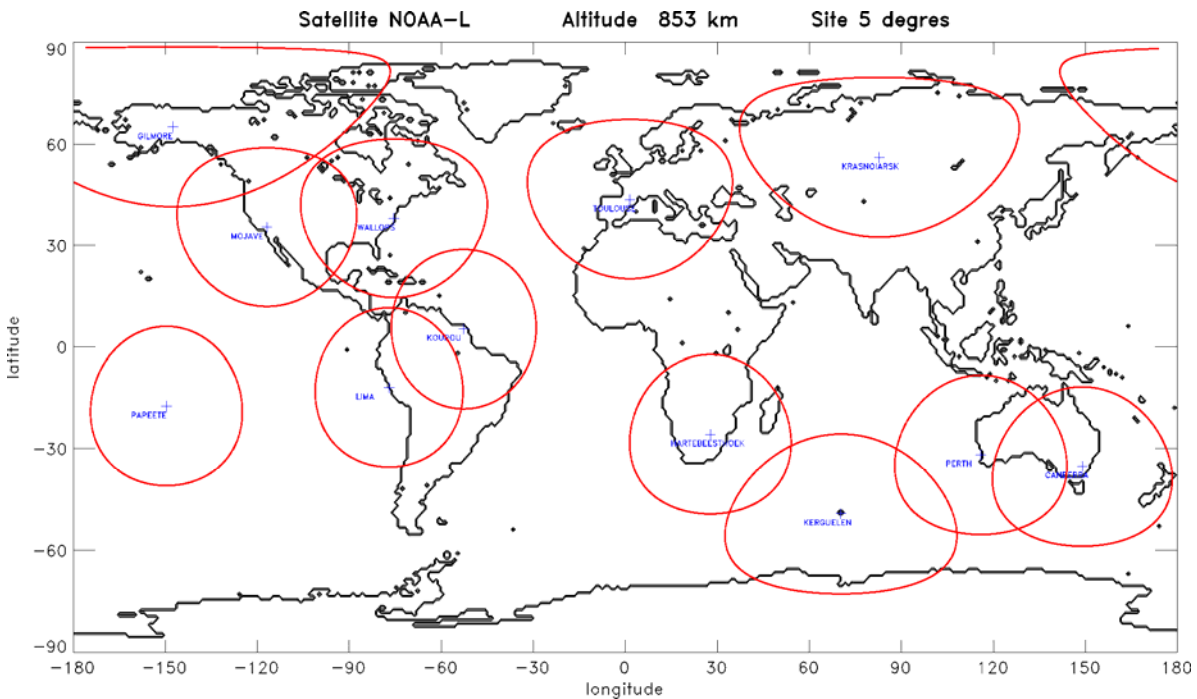 Satellite NOAA-L Altitude 853 km Site 5 degres
90
60
30
0
-30
-60
-90
latitude
GILMORE
KRASNOIARSK
MOJAVE
WALLOPS
TOULOUSE
KOUROU
LIMA
PAPEETE
HARTEBEESTHOEK
PERTH
CANBERRA
KERGUELEN
-180 -150 -120 -90 -60 -30 0 30 60 90 120 150 180
longitude